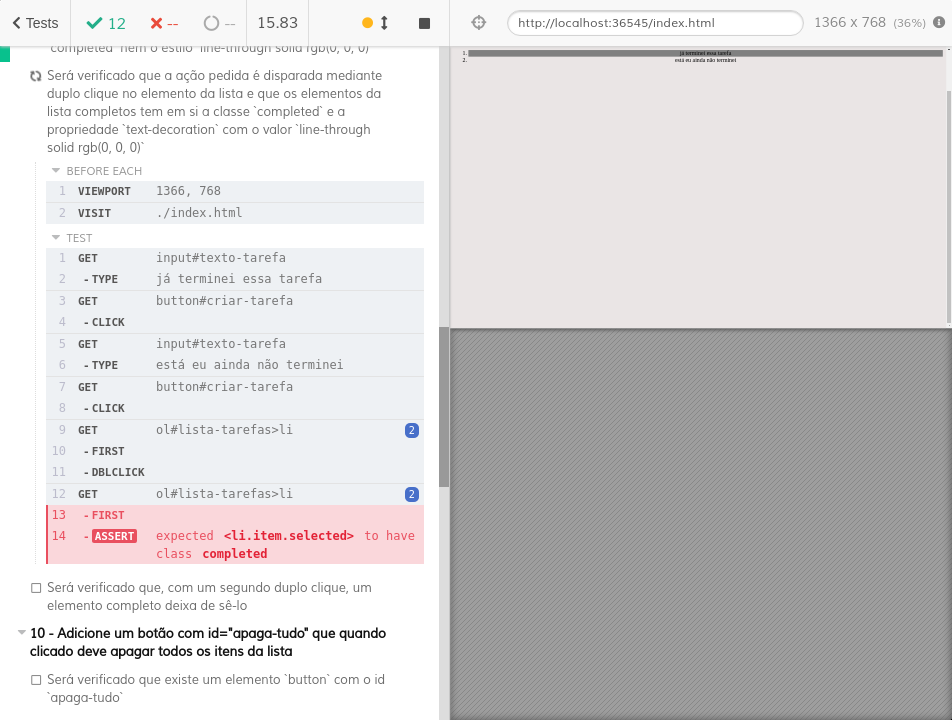 Tests 12 -- -- 15.83 http://localhost:36545/index.html 1366 x 768 (36%)
`completed` nem o estilo `line-through solid rgb(0, 0, 0)`
Será verificado que a ação pedida é disparada mediante
duplo clique no elemento da lista e que os elementos da
lista completos tem em si a classe `completed` e a
propriedade `text-decoration` com o valor `line-through
solid rgb(0, 0, 0)`
BEFORE EACH
1 VIEWPORT 1366, 768
2 VISIT ./index.html
TEST
1 GET input#texto-tarefa
2 -TYPE já terminei essa tarefa
3 GET button#criar-tarefa
4 -CLICK
5 GET input#texto-tarefa
6 -TYPE está eu ainda não terminei
7 GET button#criar-tarefa
8 -CLICK
9 GET ol#lista-tarefas>li 2
10 -FIRST
11 -DBLCLICK
12 GET ol#lista-tarefas>li 2
13 -FIRST
14 -ASSERT expected <li.item.selected> to have
class completed
Será verificado que, com um segundo duplo clique, um
elemento completo deixa de sê-lo
10 - Adicione um botão com id="apaga-tudo" que quando
clicado deve apagar todos os itens da lista
Será verificado que existe um elemento `button` com o id
`apaga-tudo`
1. já terminei essa tarefa
2. está eu ainda não terminei